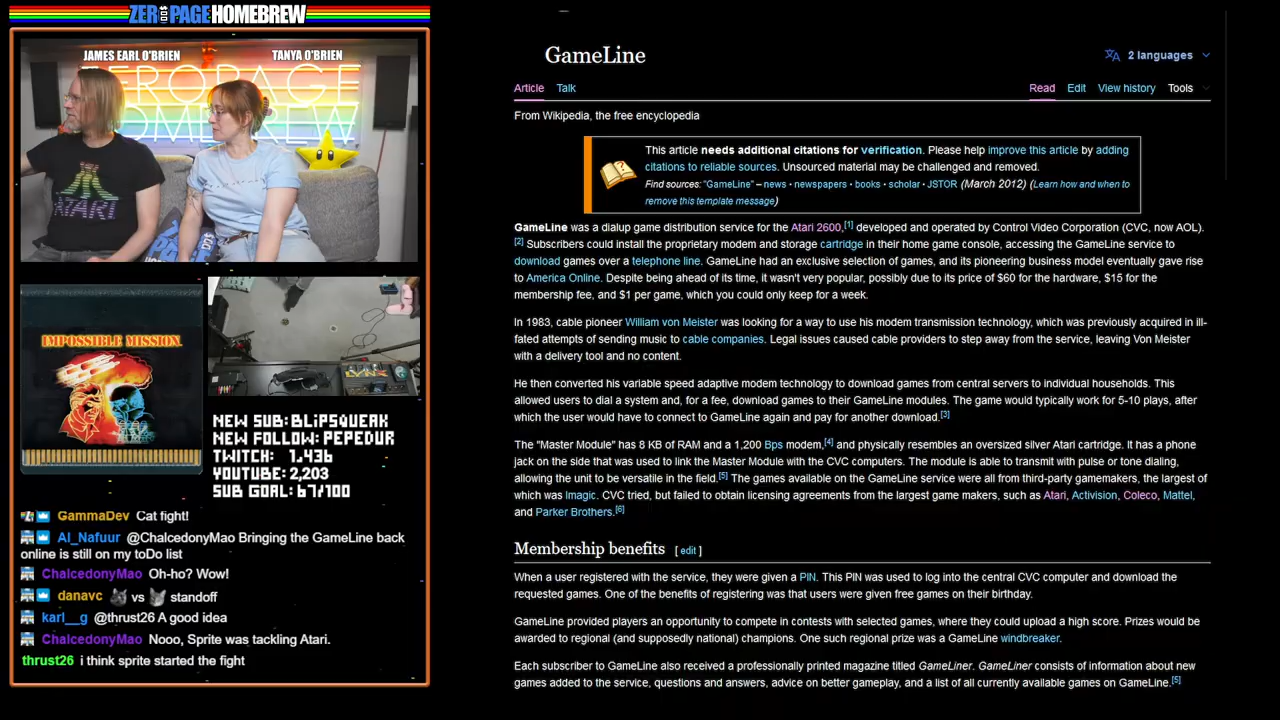 ZEROPAGE HOMEBREW
JAMES EARL O'BRIEN
TANYA O'BRIEN
ZEROPAGE
HOMEBREW
ATARI
IMPOSSIBLE MISSION
LYNX
NEW SUB: BLIPSQUEAK
NEW FOLLOW: PEPEDUR
TWITCH: 1,436
YOUTUBE: 2,203
SUB GOAL: 67/100
GammaDev Cat fight!
Al_Nafuur @ChalcedonyMao Bringing the GameLine back
online is still on my toDo list
ChalcedonyMao Oh-ho? Wow!
danavc vs standoff
karl__g @thrust26 A good idea
ChalcedonyMao Nooo, Sprite was tackling Atari.
thrust26 i think sprite started the fight
GameLine
2 languages
Article Talk
Read Edit View history Tools
From Wikipedia, the free encyclopedia
This article needs additional citations for verification. Please help improve this article by adding
citations to reliable sources. Unsourced material may be challenged and removed.
Find sources: "GameLine" – news · newspapers · books · scholar · JSTOR (March 2012) (Learn how and when to
remove this template message)
GameLine was a dialup game distribution service for the Atari 2600,[1] developed and operated by Control Video Corporation (CVC, now AOL).
[2] Subscribers could install the proprietary modem and storage cartridge in their home game console, accessing the GameLine service to
download games over a telephone line. GameLine had an exclusive selection of games, and its pioneering business model eventually gave rise
to America Online. Despite being ahead of its time, it wasn't very popular, possibly due to its price of $60 for the hardware, $15 for the
membership fee, and $1 per game, which you could only keep for a week.
In 1983, cable pioneer William von Meister was looking for a way to use his modem transmission technology, which was previously acquired in ill-
fated attempts of sending music to cable companies. Legal issues caused cable providers to step away from the service, leaving Von Meister
with a delivery tool and no content.
He then converted his variable speed adaptive modem technology to download games from central servers to individual households. This
allowed users to dial a system and, for a fee, download games to their GameLine modules. The game would typically work for 5-10 plays, after
which the user would have to connect to GameLine again and pay for another download.[3]
The "Master Module" has 8 KB of RAM and a 1,200 Bps modem,[4] and physically resembles an oversized silver Atari cartridge. It has a phone
jack on the side that was used to link the Master Module with the CVC computers. The module is able to transmit with pulse or tone dialing,
allowing the unit to be versatile in the field.[5] The games available on the GameLine service were all from third-party gamemakers, the largest of
which was Imagic. CVC tried, but failed to obtain licensing agreements from the largest game makers, such as Atari, Activision, Coleco, Mattel,
and Parker Brothers.[6]
Membership benefits [ edit ]
When a user registered with the service, they were given a PIN. This PIN was used to log into the central CVC computer and download the
requested games. One of the benefits of registering was that users were given free games on their birthday.
GameLine provided players an opportunity to compete in contests with selected games, where they could upload a high score. Prizes would be
awarded to regional (and supposedly national) champions. One such regional prize was a GameLine windbreaker.
Each subscriber to GameLine also received a professionally printed magazine titled GameLiner. GameLiner consists of information about new
games added to the service, questions and answers, advice on better gameplay, and a list of all currently available games on GameLine.[5]